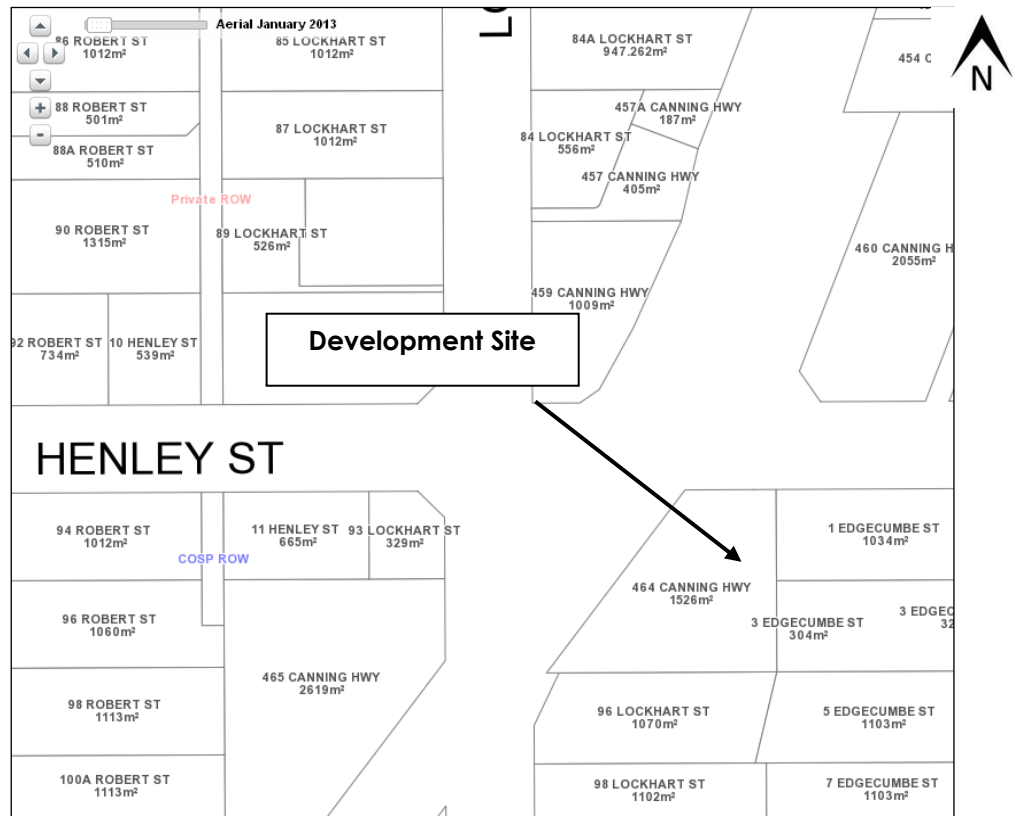 Aerial January 2013
86 ROBERT ST
1012m²
85 LOCKHART ST
1012m²
84A LOCKHART ST
947.262m²
454 C
N
88 ROBERT ST
501m²
88A ROBERT ST
510m²
87 LOCKHART ST
1012m²
84 LOCKHART ST
556m²
457A CANNING HWY
187m²
457 CANNING HWY
405m²
Private ROW
90 ROBERT ST
1315m²
89 LOCKHART ST
526m²
460 CANNING H
2055m²
459 CANNING HWY
1009m²
92 ROBERT ST
734m²
10 HENLEY ST
539m²
Development Site
HENLEY ST
94 ROBERT ST
1012m²
11 HENLEY ST
665m²
93 LOCKHART ST
329m²
1 EDGECUMBE ST
1034m²
COSP ROW
464 CANNING HWY
1526m²
96 ROBERT ST
1060m²
3 EDGECUMBE ST
304m²
3 EDGEC
32
465 CANNING HWY
2619m²
98 ROBERT ST
1113m²
96 LOCKHART ST
1070m²
5 EDGECUMBE ST
1103m²
100A ROBERT ST
1113m²
98 LOCKHART ST
1102m²
7 EDGECUMBE ST
1103m²